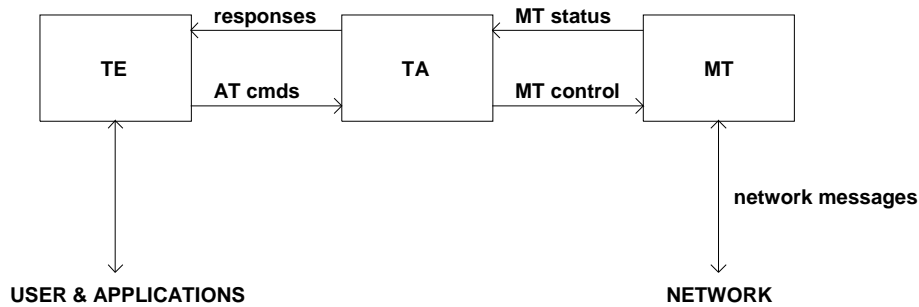 responses
MT status
TE
TA
MT
AT cmds
MT control
network messages
USER & APPLICATIONS
NETWORK